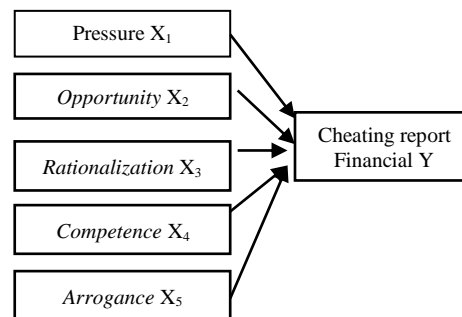 Pressure X₁
Opportunity X₂
Rationalization X₃
Competence X₄
Arrogance X₅
Cheating report
Financial Y